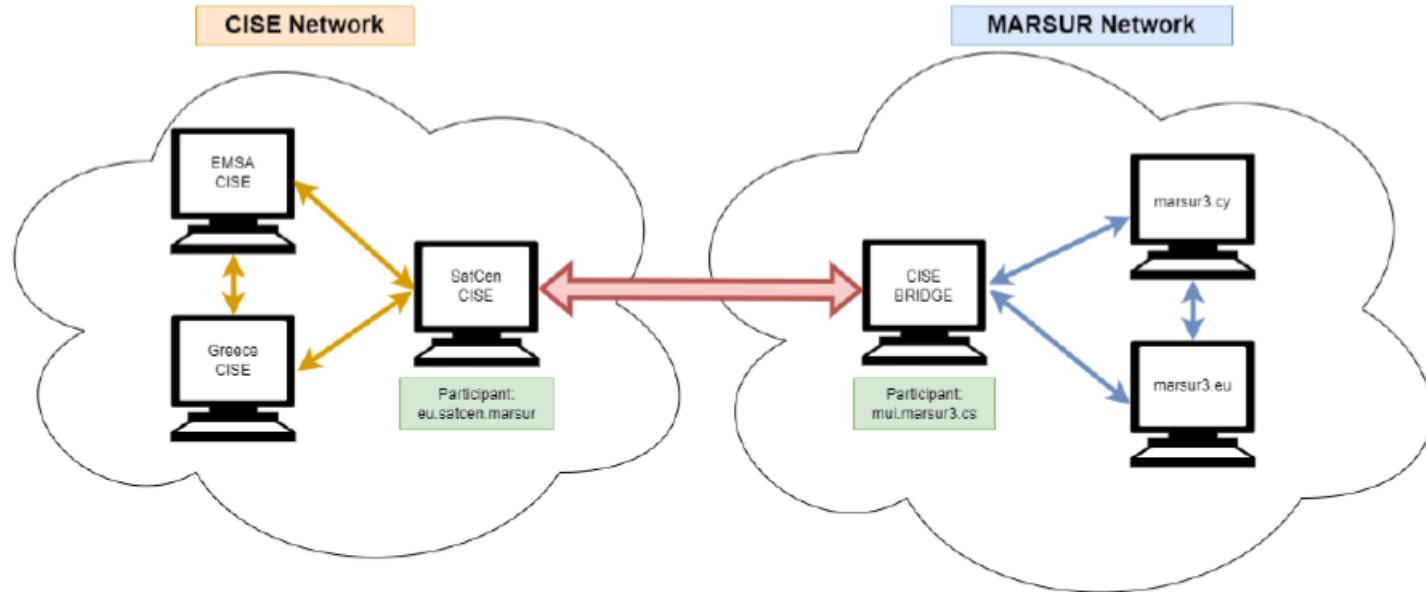 CISE Network
MARSUR Network
EMSA
CISE
Greece
CISE
SatCen
CISE
Participant:
eu.satcen.marsur
CISE
BRIDGE
Participant:
mui.marsur3.cs
marsur3.cy
marsur3.eu